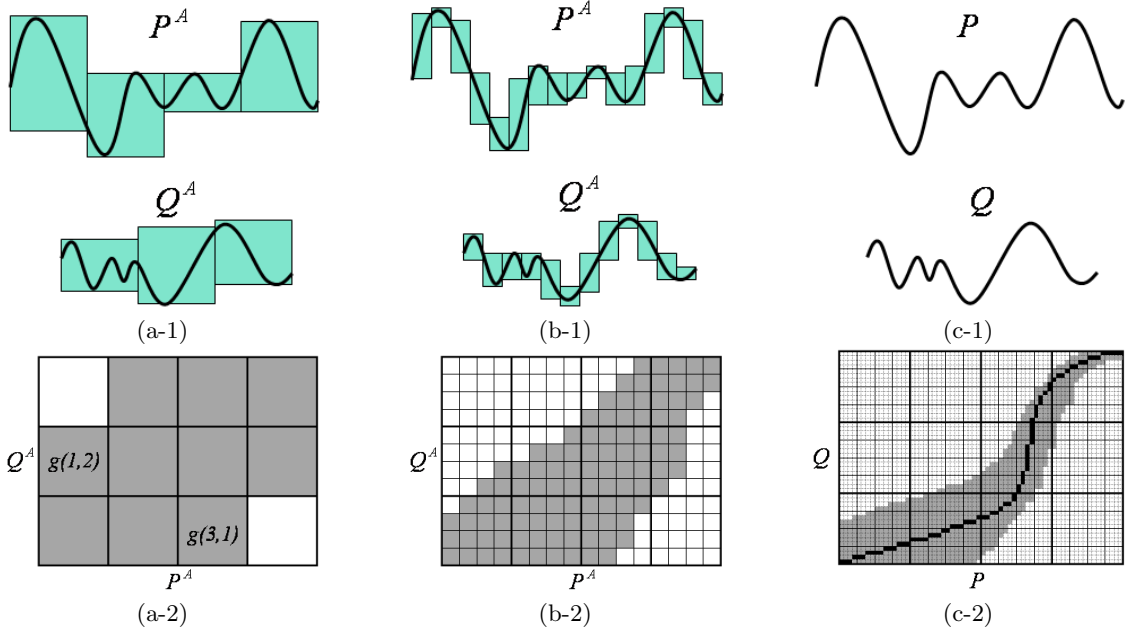 P^A
P^A
P
Q^A
Q^A
Q
(a-1)
(b-1)
(c-1)
Q^A
g(1,2)
g(3,1)
P^A
(a-2)
Q^A
P^A
(b-2)
Q
P
(c-2)